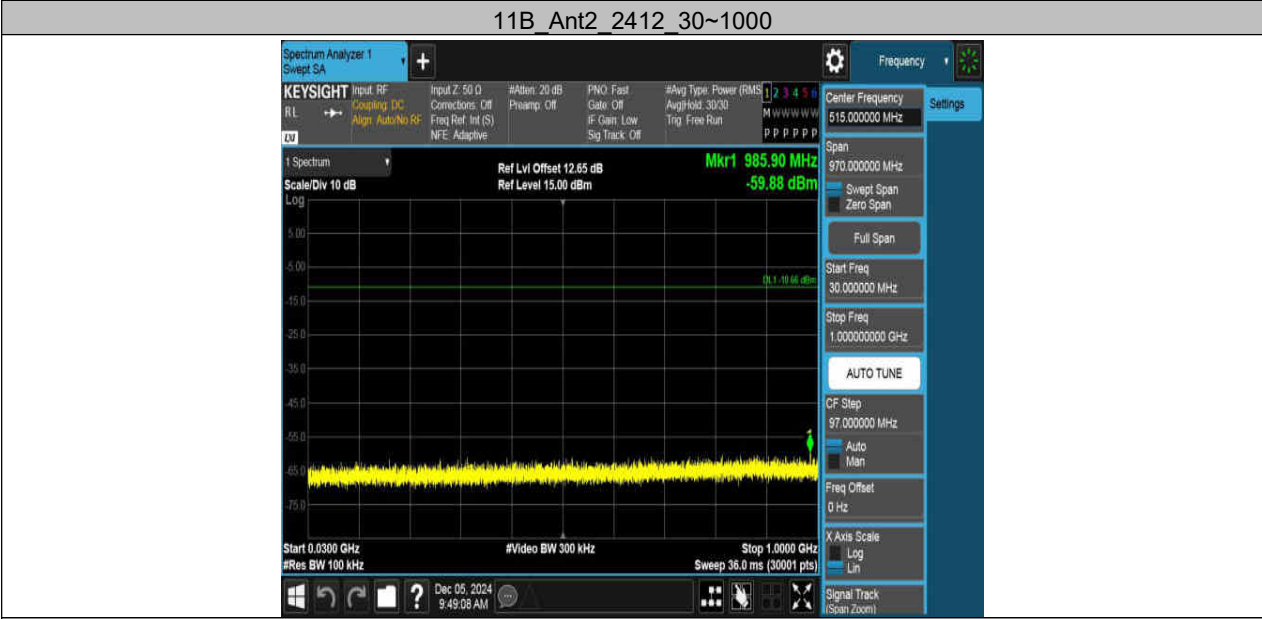 11B_Ant2_2412_30~1000
Spectrum Analyzer 1
Swept SA
+
Frequency
KEYSIGHT
RL
LXI
Input: RF
Coupling: DC
Align: Auto/No RF
Input Z: 50 Ω
Corrections: Off
Freq Ref: Int (S)
NFE: Adaptive
#Atten: 20 dB
Preamp: Off
PNO: Fast
Gate: Off
IF Gain: Low
Sig Track: Off
#Avg Type: Power (RMS
Avg|Hold: 30/30
Trig: Free Run
1 2 3 4 5 6
M W W W W W
P P P P P P
1 Spectrum
Scale/Div 10 dB
Log
Ref Lvl Offset 12.65 dB
Ref Level 15.00 dBm
Mkr1 985.90 MHz
-59.88 dBm
5.00
-5.00
-15.0
-25.0
-35.0
-45.0
-55.0
-65.0
-75.0
DL1 -10.66 dBm
1
Start 0.0300 GHz
#Res BW 100 kHz
#Video BW 300 kHz
Stop 1.0000 GHz
Sweep 36.0 ms (30001 pts)
Center Frequency
515.000000 MHz
Span
970.000000 MHz
Swept Span
Zero Span
Full Span
Start Freq
30.000000 MHz
Stop Freq
1.000000000 GHz
AUTO TUNE
CF Step
97.000000 MHz
Auto
Man
Freq Offset
0 Hz
X Axis Scale
Log
Lin
Signal Track
(Span Zoom)
Settings
?
Dec 05, 2024
9:49:08 AM